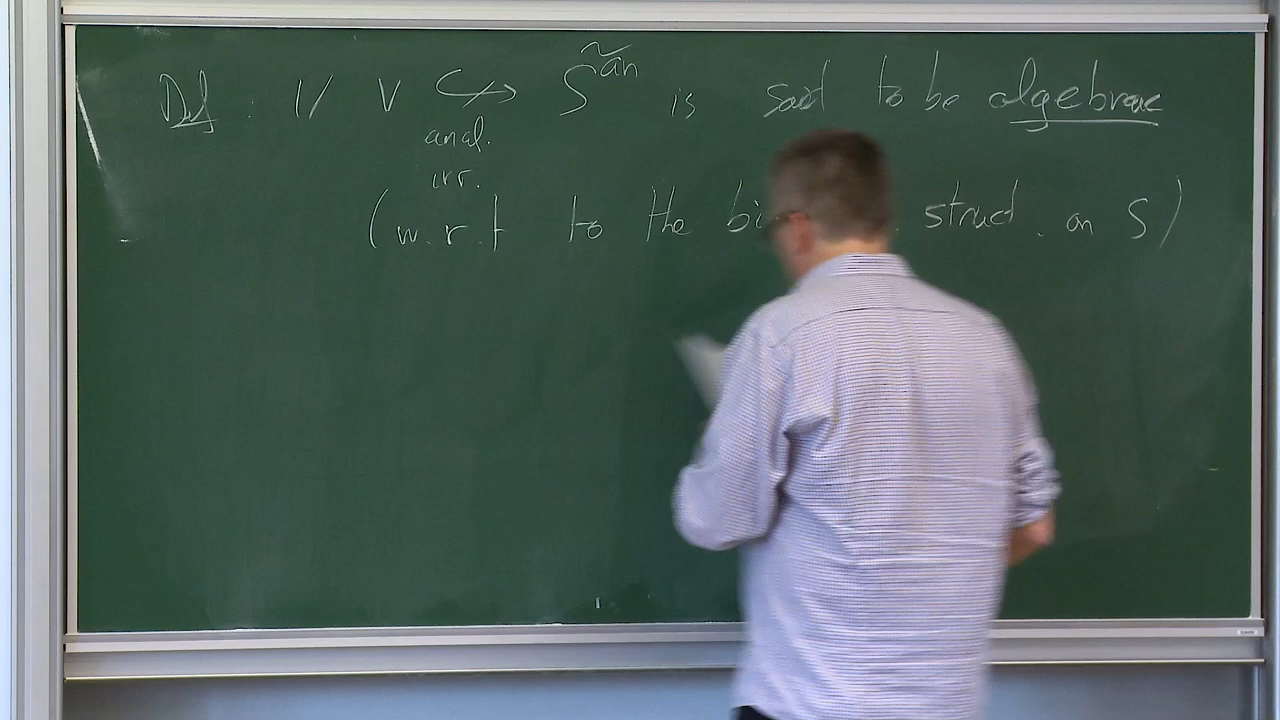 Def. 1/ V ↪ S̃^an is said to be algebraic
anal.
irr.
(w.r.t to the bi . struct. on S)